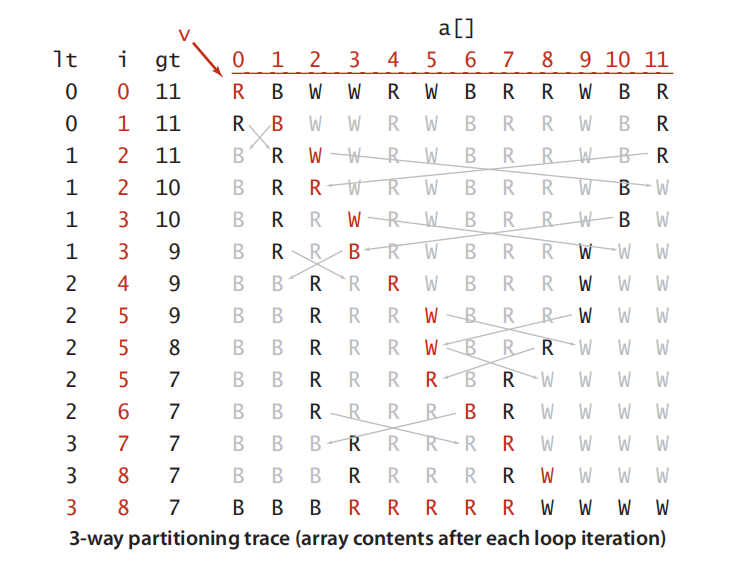 a[]
v
lt i gt 0 1 2 3 4 5 6 7 8 9 10 11
0 0 11 R B W W R W B R R W B R
0 1 11 R B W W R W B R R W B R
1 2 11 B R W W R W B R R W B R
1 2 10 B R R W R W B R R W B W
1 3 10 B R R W R W B R R W B W
1 3 9 B R R B R W B R R W W W
2 4 9 B B R R R W B R R W W W
2 5 9 B B R R R W B R R W W W
2 5 8 B B R R R W B R R W W W
2 5 7 B B R R R R B R W W W W
2 6 7 B B R R R R B R W W W W
3 7 7 B B B R R R R R W W W W
3 8 7 B B B R R R R R W W W W
3 8 7 B B B R R R R R W W W W
3-way partitioning trace (array contents after each loop iteration)